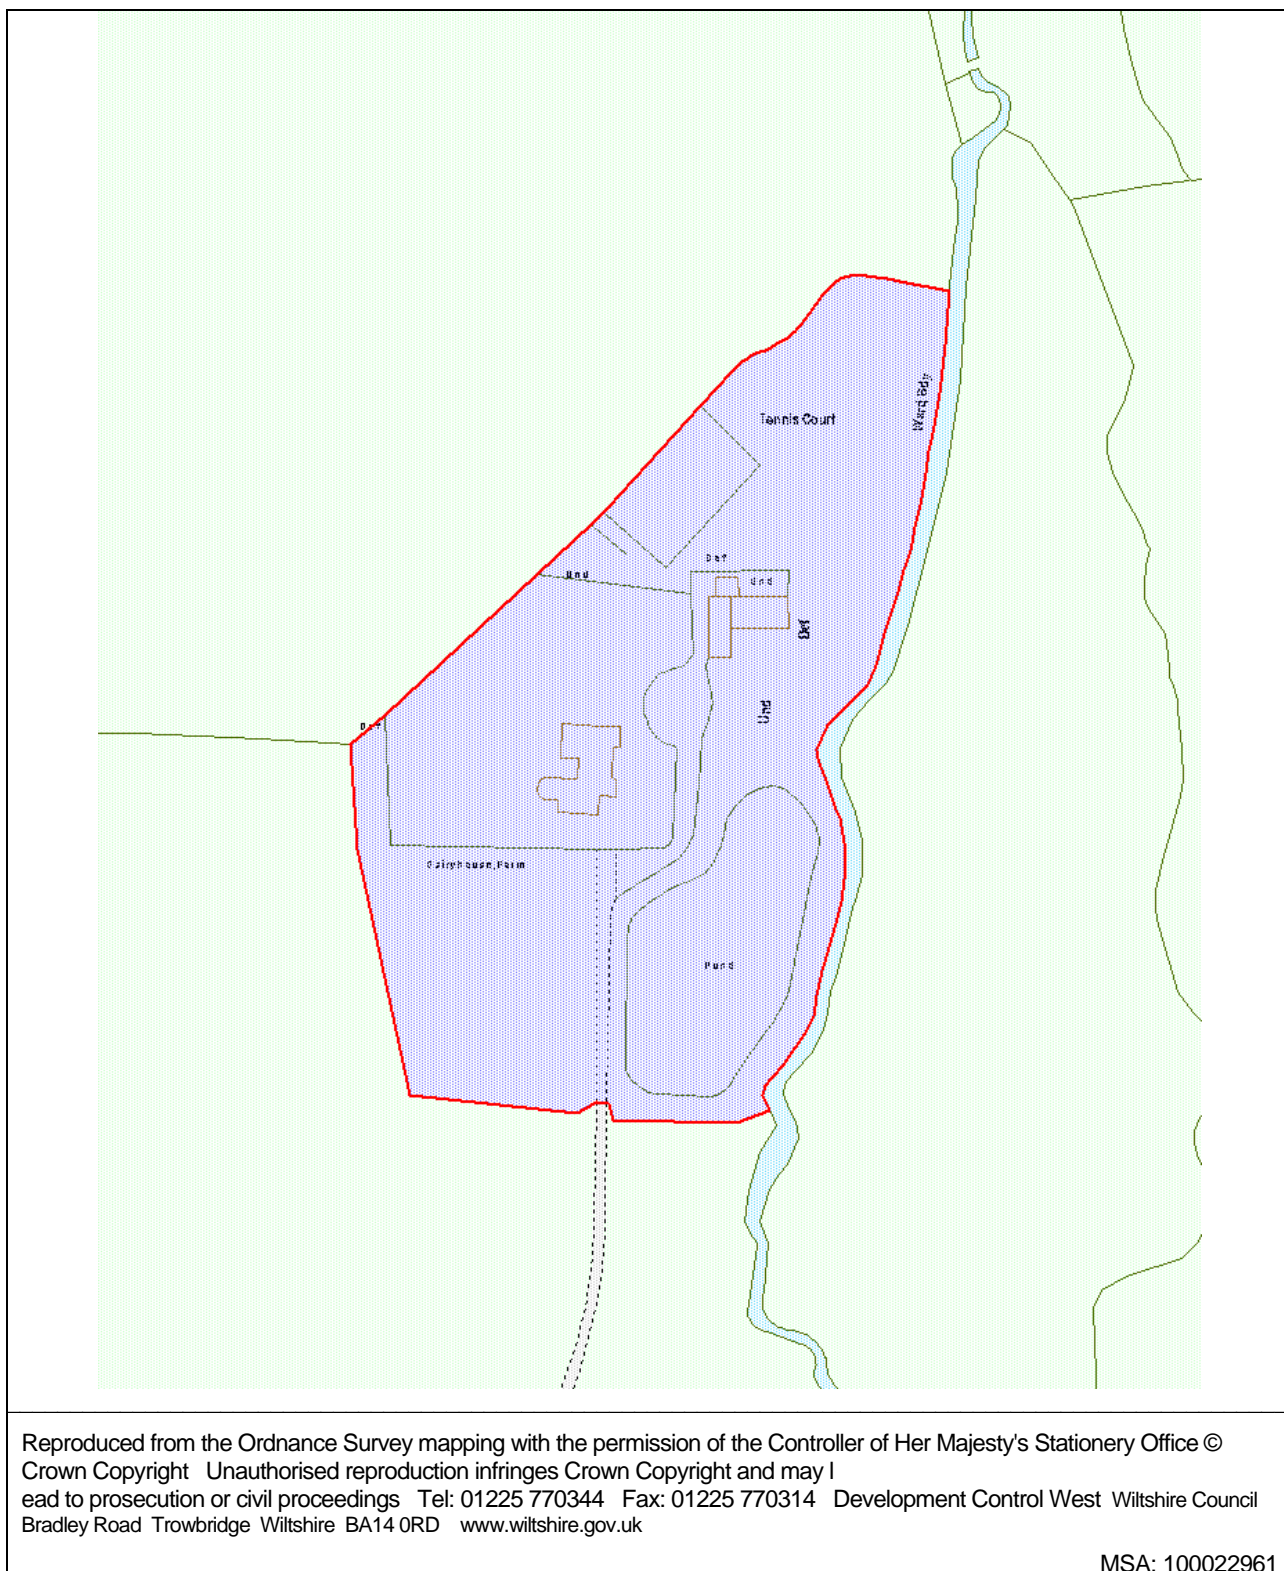 Tennis Court
Ward Bdy
Def
Und
Und
Def
Und
Def
Dairyhouse Farm
Pond
Reproduced from the Ordnance Survey mapping with the permission of the Controller of Her Majesty's Stationery Office ©
Crown Copyright Unauthorised reproduction infringes Crown Copyright and may l
ead to prosecution or civil proceedings Tel: 01225 770344 Fax: 01225 770314 Development Control West Wiltshire Council
Bradley Road Trowbridge Wiltshire BA14 0RD www.wiltshire.gov.uk
MSA: 100022961